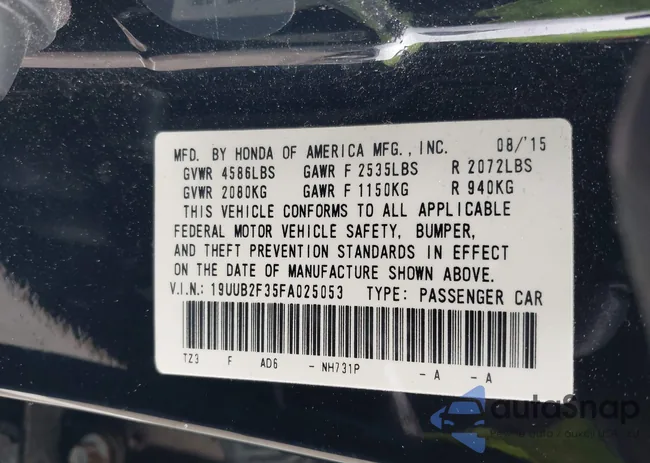 MFD. BY HONDA OF AMERICA MFG., INC. 08/'15
GVWR 4586LBS GAWR F 2535LBS R 2072LBS
GVWR 2080KG GAWR F 1150KG R 940KG
THIS VEHICLE CONFORMS TO ALL APPLICABLE
FEDERAL MOTOR VEHICLE SAFETY, BUMPER,
AND THEFT PREVENTION STANDARDS IN EFFECT
ON THE DATE OF MANUFACTURE SHOWN ABOVE.
V.I.N.: 19UUB2F35FA025053 TYPE: PASSENGER CAR
TZ3 F AD6 - NH731P - A - A
autoSnap